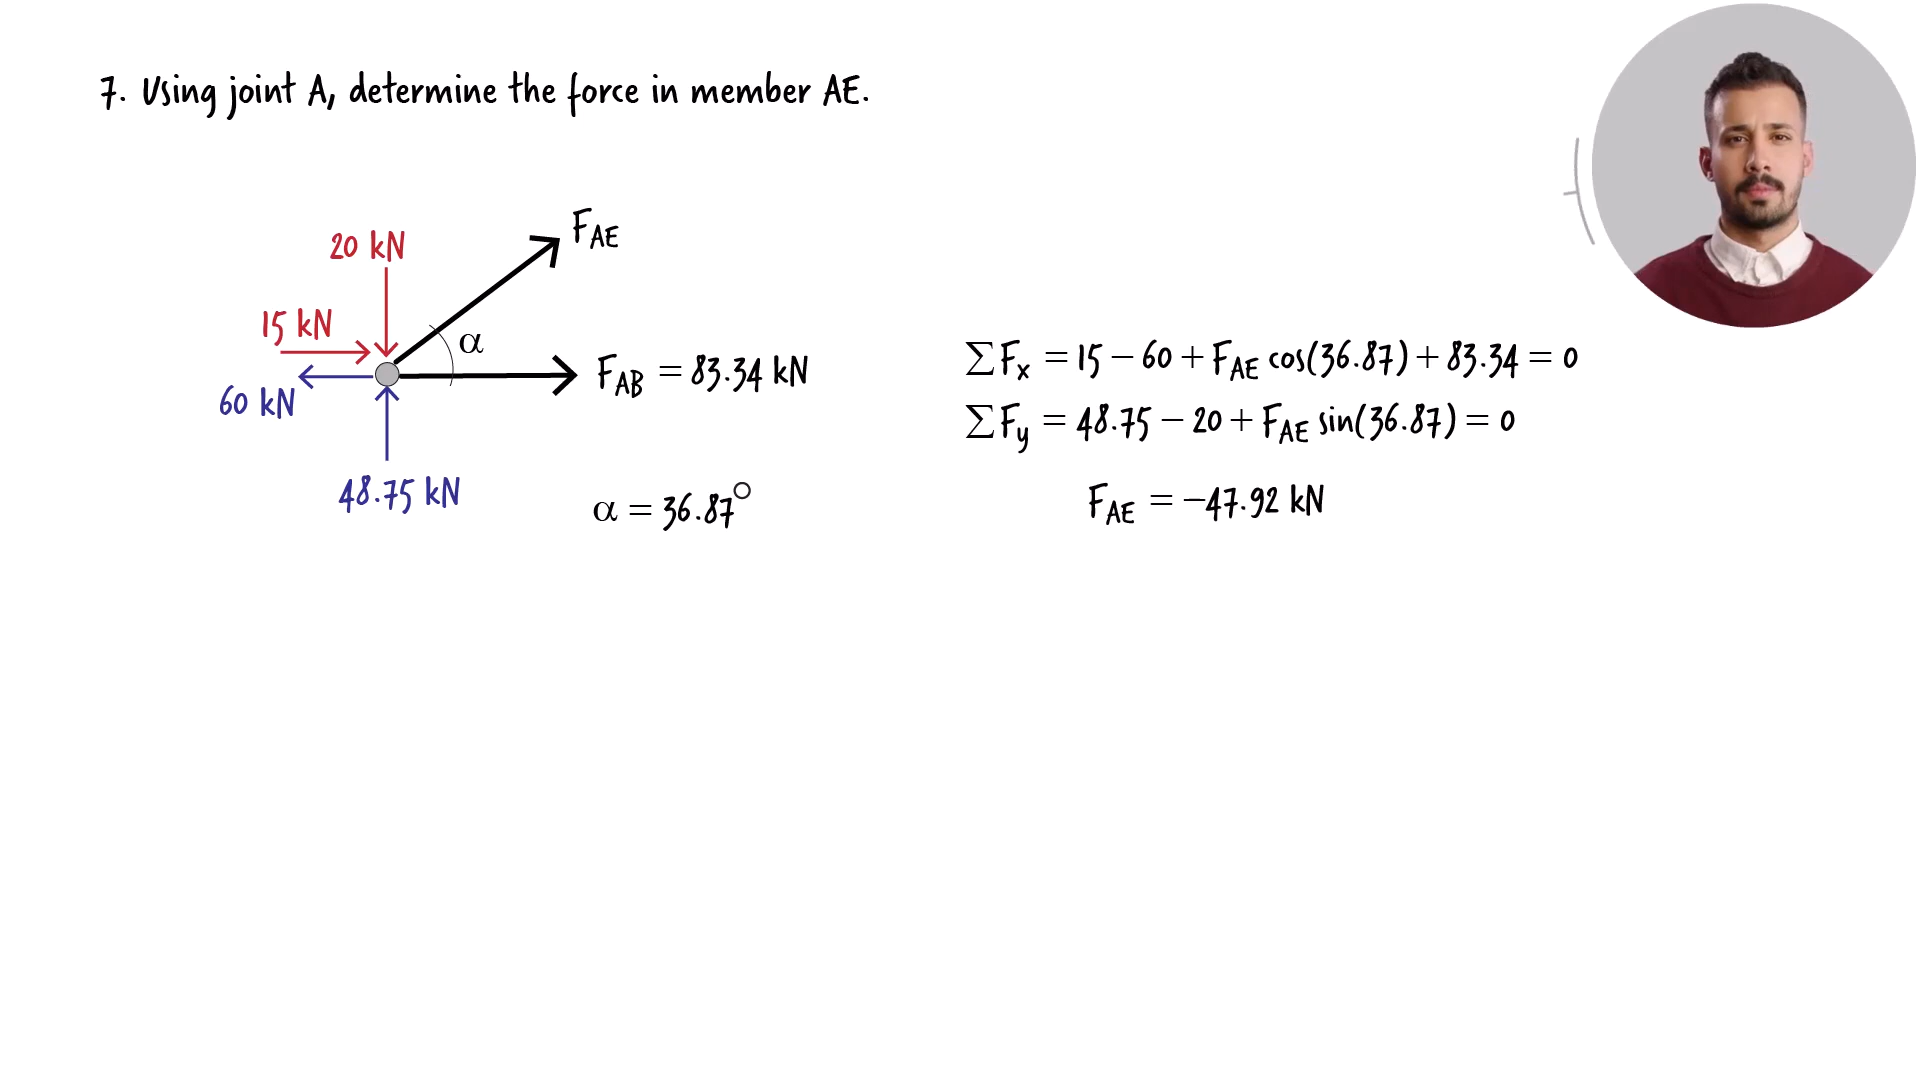 7. Using joint A, determine the force in member AE.
F_AE
20 kN
15 kN
α
F_AB = 83.34 kN
60 kN
48.75 kN
α = 36.87°
∑F_x = 15 − 60 + F_AE cos(36.87) + 83.34 = 0
∑F_y = 48.75 − 20 + F_AE sin(36.87) = 0
F_AE = −47.92 kN